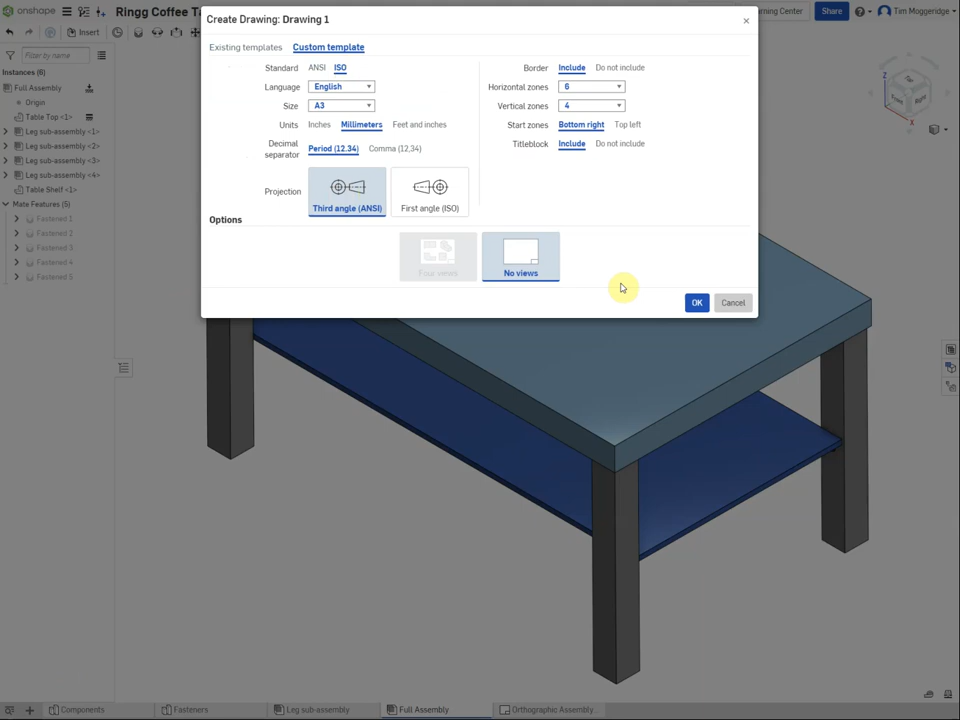 onshape
Ringg Coffee T
Create Drawing: Drawing 1
Learning Center
Share
Tim Moggeridge
Insert
Existing templates
Custom template
Filter by name
Instances (6)
Full Assembly
Origin
Table Top <1>
Leg sub-assembly <1>
Leg sub-assembly <2>
Leg sub-assembly <3>
Leg sub-assembly <4>
Table Shelf <1>
Mate Features (5)
Fastened 1
Fastened 2
Fastened 3
Fastened 4
Fastened 5
Standard ANSI ISO
Language English
Size A3
Units Inches Millimeters Feet and inches
Decimal separator Period (12.34) Comma (12,34)
Projection
Third angle (ANSI)
First angle (ISO)
Border Include Do not include
Horizontal zones 6
Vertical zones 4
Start zones Bottom right Top left
Titleblock Include Do not include
Options
Four views
No views
OK
Cancel
Z
X
Top
Front
Right
Components
Fasteners
Leg sub-assembly
Full Assembly
Orthographic Assembly...